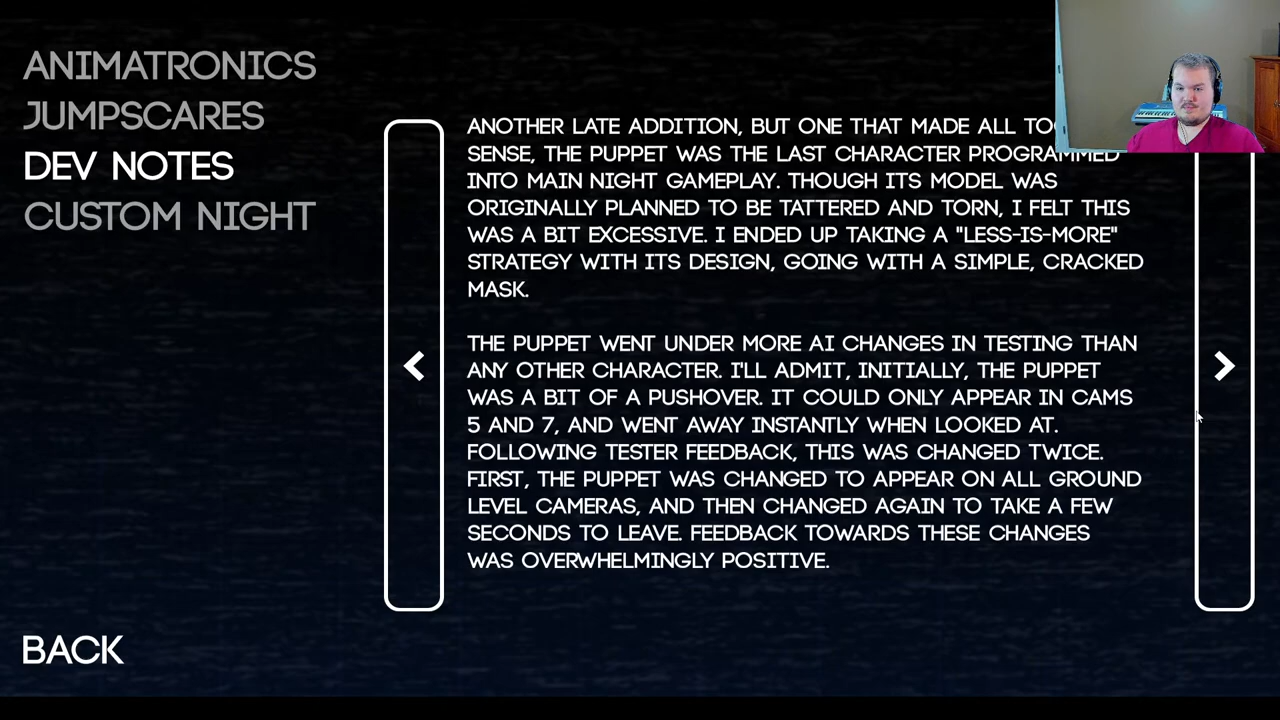 ANIMATRONICS
JUMPSCARES
DEV NOTES
CUSTOM NIGHT
BACK
ANOTHER LATE ADDITION, BUT ONE THAT MADE ALL
SENSE, THE PUPPET WAS THE LAST CHARACTER PROGRAMMED
INTO MAIN NIGHT GAMEPLAY. THOUGH ITS MODEL WAS
ORIGINALLY PLANNED TO BE TATTERED AND TORN, I FELT THIS
WAS A BIT EXCESSIVE. I ENDED UP TAKING A "LESS-IS-MORE"
STRATEGY WITH ITS DESIGN, GOING WITH A SIMPLE, CRACKED
MASK.
THE PUPPET WENT UNDER MORE AI CHANGES IN TESTING THAN
ANY OTHER CHARACTER. I'LL ADMIT, INITIALLY, THE PUPPET
WAS A BIT OF A PUSHOVER. IT COULD ONLY APPEAR IN CAMS
5 AND 7, AND WENT AWAY INSTANTLY WHEN LOOKED AT.
FOLLOWING TESTER FEEDBACK, THIS WAS CHANGED TWICE.
FIRST, THE PUPPET WAS CHANGED TO APPEAR ON ALL GROUND
LEVEL CAMERAS, AND THEN CHANGED AGAIN TO TAKE A FEW
SECONDS TO LEAVE. FEEDBACK TOWARDS THESE CHANGES
WAS OVERWHELMINGLY POSITIVE.